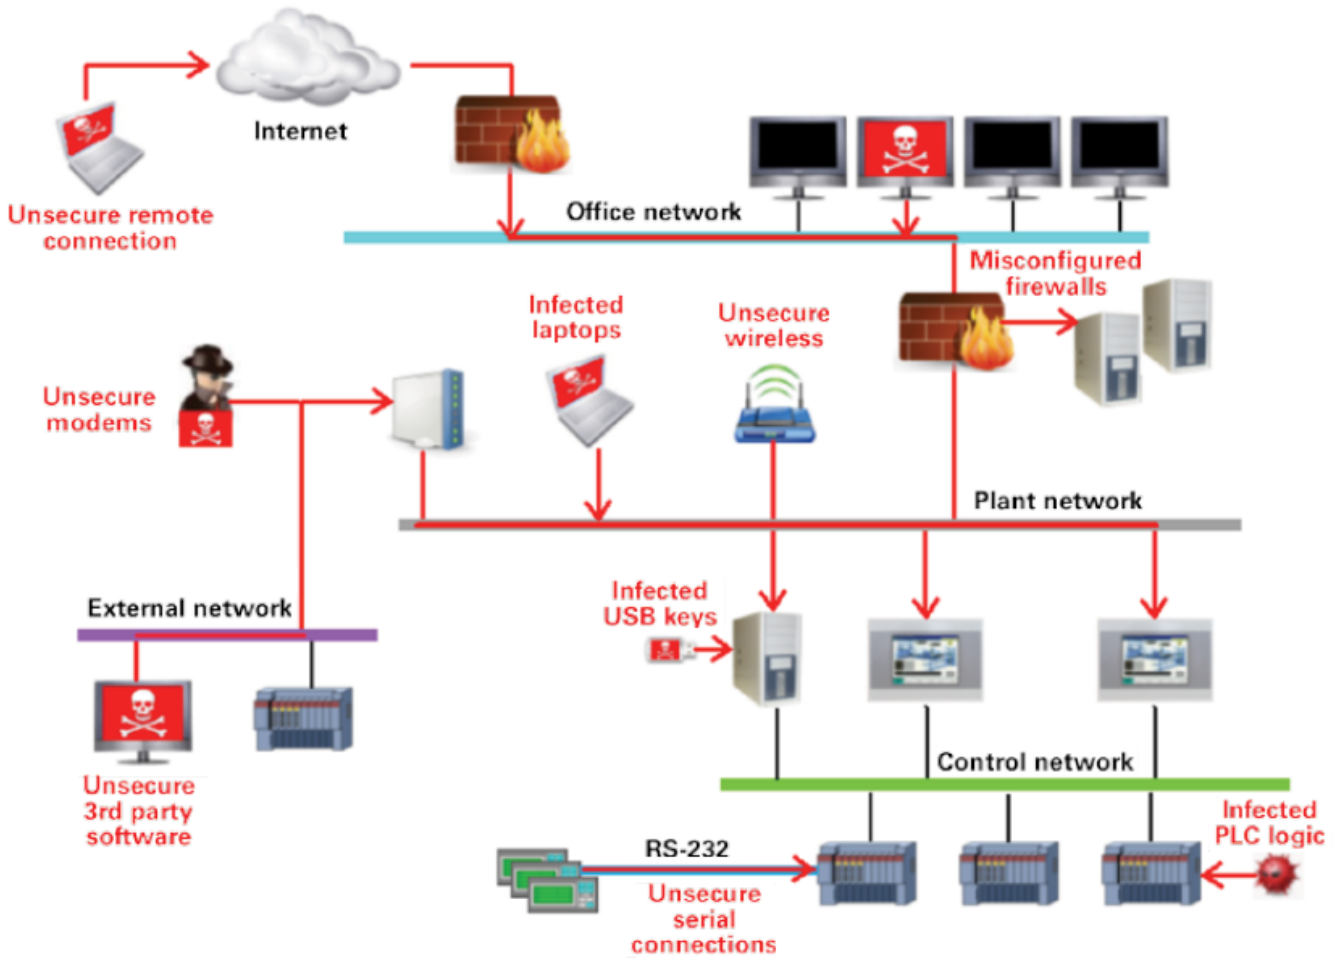 Internet
Unsecure remote
connection
Office network
Misconfigured
firewalls
Infected
laptops
Unsecure
wireless
Unsecure
modems
Plant network
Infected
USB keys
External network
Control network
Unsecure
3rd party
software
Infected
PLC logic
RS-232
Unsecure
serial
connections